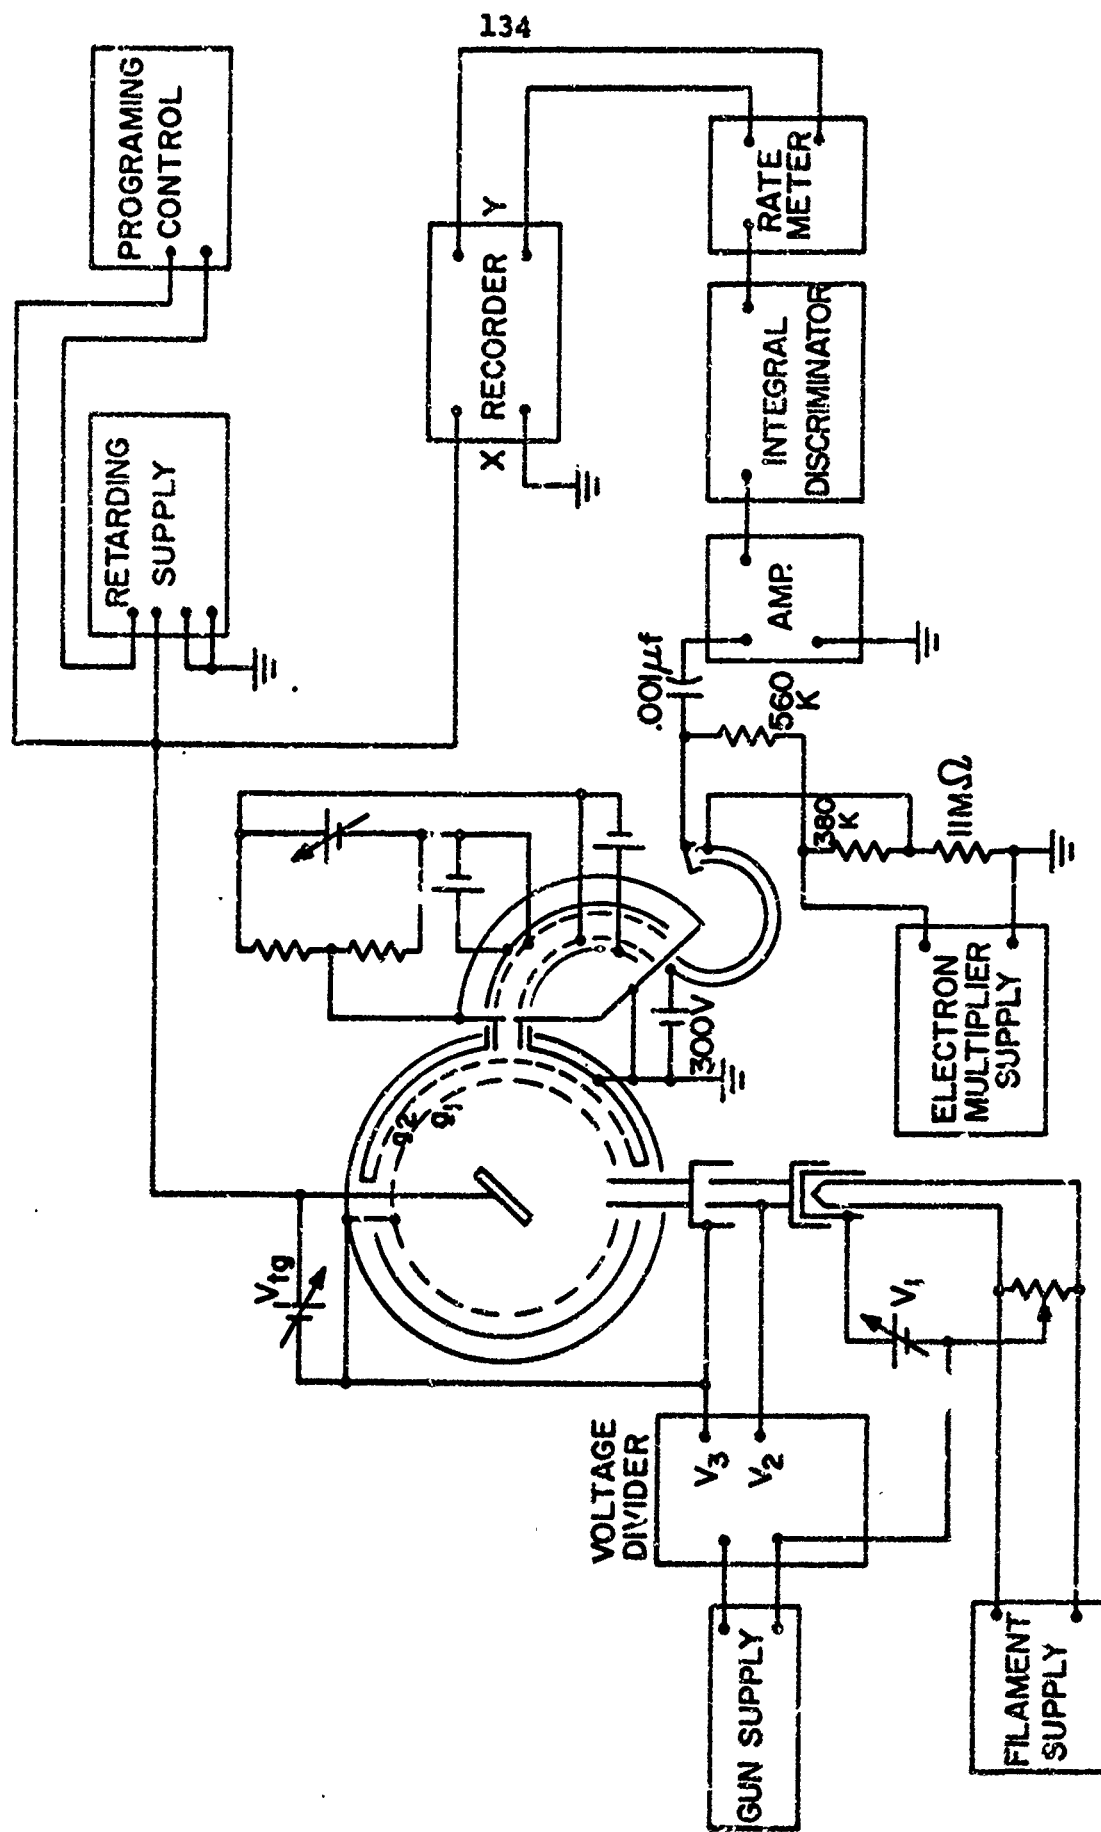 134
PROGRAMING
CONTROL
RETARDING
SUPPLY
X
RECORDER
Y
RATE
METER
INTEGRAL
DISCRIMINATOR
AMP.
.001μf
560
K
380
K
11MΩ
ELECTRON
MULTIPLIER
SUPPLY
300V
g2
g1
Vtg
V1
VOLTAGE
DIVIDER
V3
V2
GUN SUPPLY
FILAMENT
SUPPLY